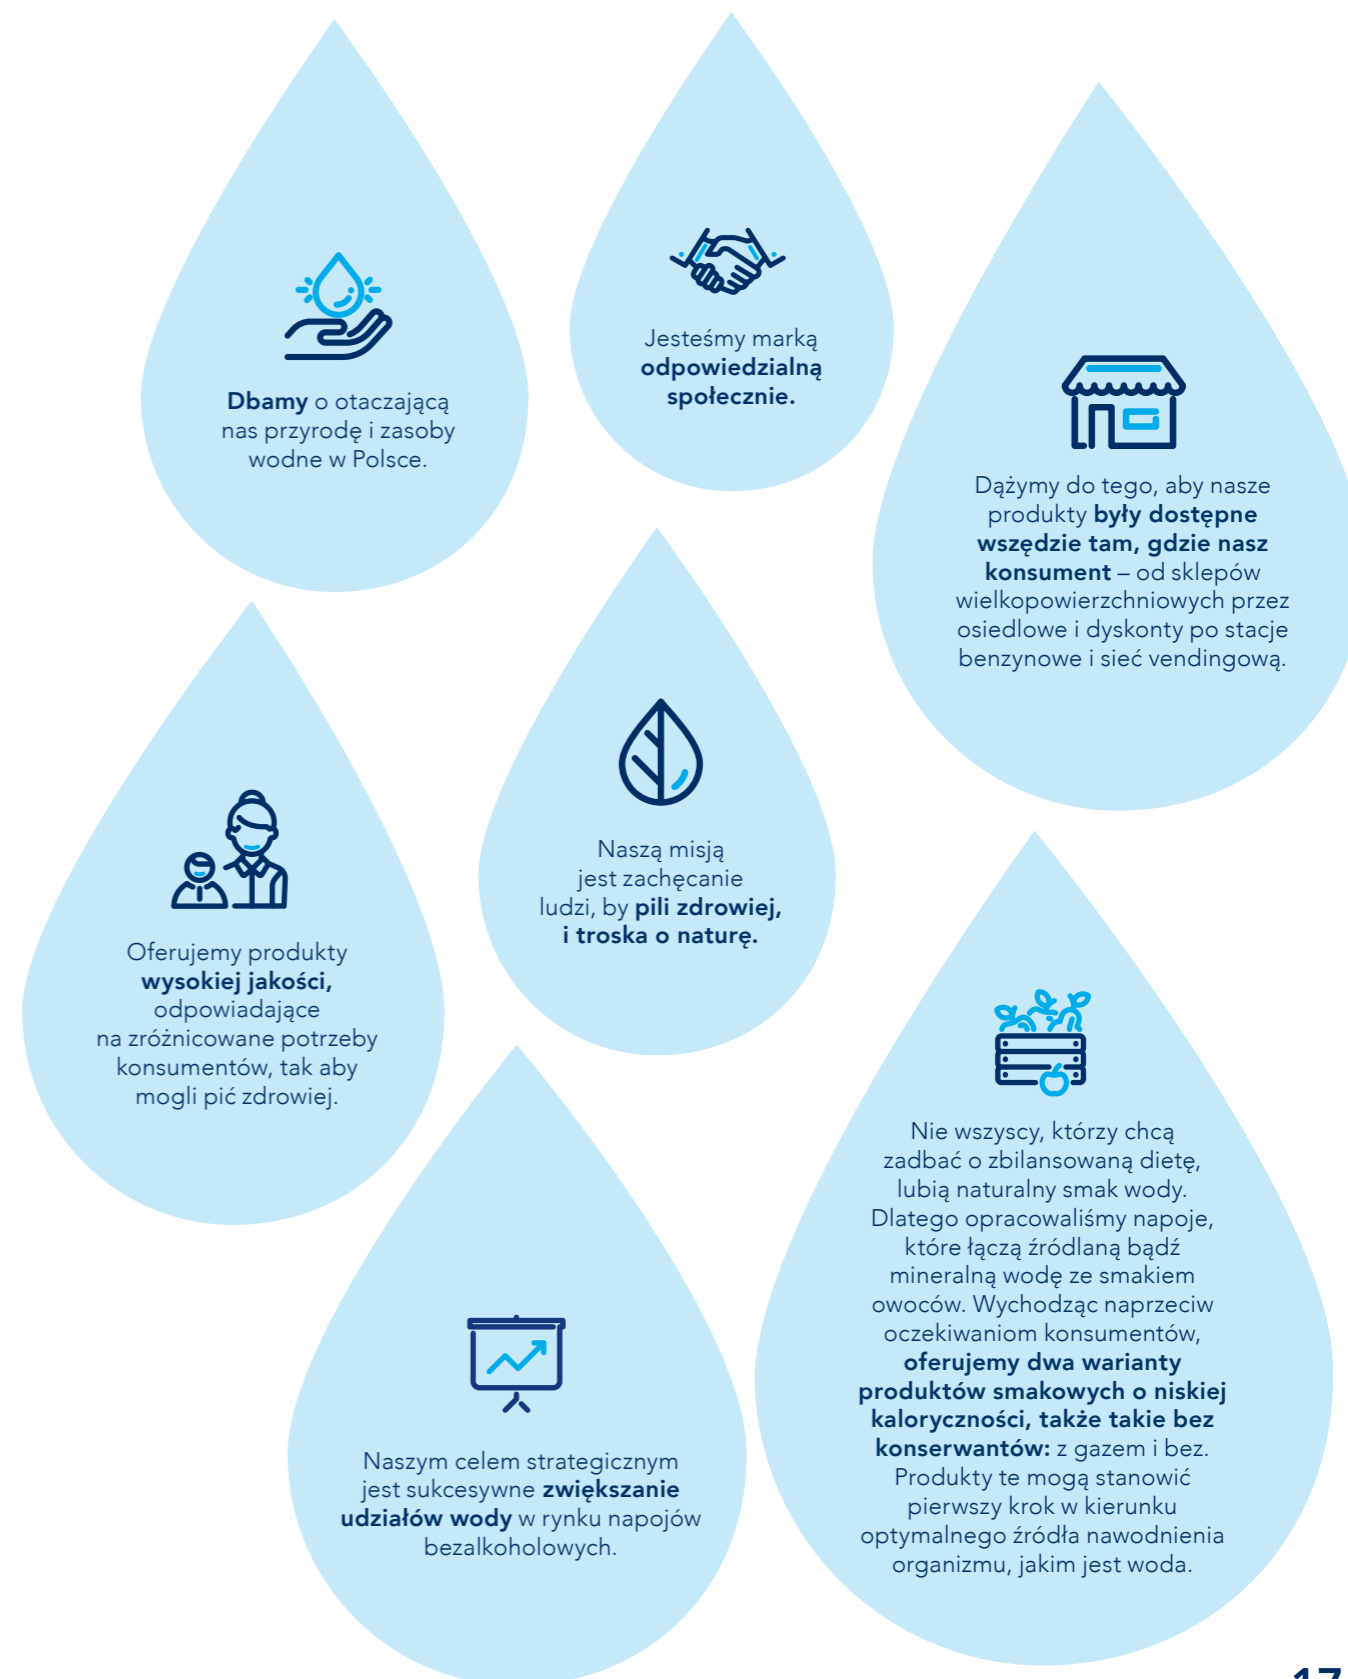 Dbamy o otaczającą
nas przyrodę i zasoby
wodne w Polsce.
Jesteśmy marką
odpowiedzialną
społecznie.
Dążymy do tego, aby nasze
produkty były dostępne
wszędzie tam, gdzie nasz
konsument – od sklepów
wielkopowierzchniowych przez
osiedlowe i dyskonty po stacje
benzynowe i sieć vendingową.
Oferujemy produkty
wysokiej jakości,
odpowiadające
na zróżnicowane potrzeby
konsumentów, tak aby
mogli pić zdrowiej.
Naszą misją
jest zachęcanie
ludzi, by pili zdrowiej,
i troska o naturę.
Nie wszyscy, którzy chcą
zadbać o zbilansowaną dietę,
lubią naturalny smak wody.
Dlatego opracowaliśmy napoje,
które łączą źródlaną bądź
mineralną wodę ze smakiem
owoców. Wychodząc naprzeciw
oczekiwaniom konsumentów,
oferujemy dwa warianty
produktów smakowych o niskiej
kaloryczności, także takie bez
konserwantów: z gazem i bez.
Produkty te mogą stanowić
pierwszy krok w kierunku
optymalnego źródła nawodnienia
organizmu, jakim jest woda.
Naszym celem strategicznym
jest sukcesywne zwiększanie
udziałów wody w rynku napojów
bezalkoholowych.
17